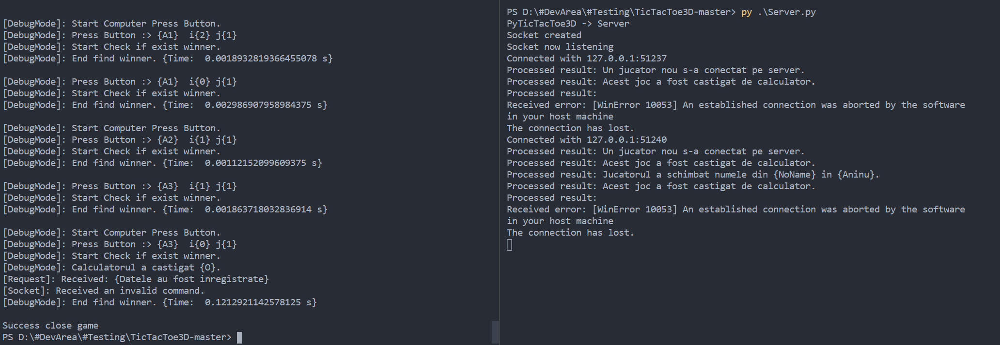 [DebugMode]: Start Computer Press Button.
[DebugMode]: Press Button :> {A1}  i{2} j{1}
[DebugMode]: Start Check if exist winner.
[DebugMode]: End find winner. {Time:  0.0018932819366455078 s}
[DebugMode]: Press Button :> {A1}  i{0} j{1}
[DebugMode]: Start Check if exist winner.
[DebugMode]: End find winner. {Time:  0.002986907958984375 s}
[DebugMode]: Start Computer Press Button.
[DebugMode]: Press Button :> {A2}  i{1} j{1}
[DebugMode]: Start Check if exist winner.
[DebugMode]: End find winner. {Time:  0.00112152099609375 s}
[DebugMode]: Press Button :> {A3}  i{1} j{1}
[DebugMode]: Start Check if exist winner.
[DebugMode]: End find winner. {Time:  0.001863718032836914 s}
[DebugMode]: Start Computer Press Button.
[DebugMode]: Press Button :> {A3}  i{0} j{1}
[DebugMode]: Start Check if exist winner.
[DebugMode]: Calculatorul a castigat {O}.
[Request]: Received: {Datele au fost inregistrate}
[Socket]: Received an invalid command.
[DebugMode]: End find winner. {Time:  0.1212921142578125 s}
Success close game
PS D:\#DevArea\#Testing\TicTacToe3D-master>
PS D:\#DevArea\#Testing\TicTacToe3D-master> py .\Server.py
PyTicTacToe3D -> Server
Socket created
Socket now listening
Connected with 127.0.0.1:51237
Processed result: Un jucator nou s-a conectat pe server.
Processed result: Acest joc a fost castigat de calculator.
Processed result:
Received error: [WinError 10053] An established connection was aborted by the software
in your host machine
The connection has lost.
Connected with 127.0.0.1:51240
Processed result: Un jucator nou s-a conectat pe server.
Processed result: Acest joc a fost castigat de calculator.
Processed result: Jucatorul a schimbat numele din {NoName} in {Aninu}.
Processed result: Acest joc a fost castigat de calculator.
Processed result:
Received error: [WinError 10053] An established connection was aborted by the software
in your host machine
The connection has lost.